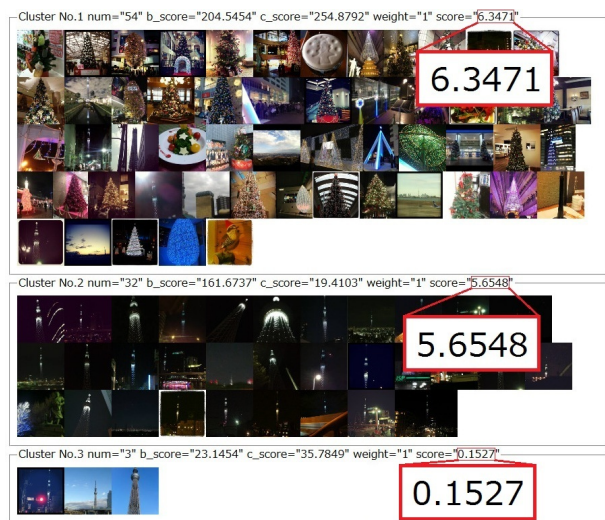 Cluster No.1 num="54" b_score="204.5454" c_score="254.8792" weight="1" score="6.3471"
6.3471
Cluster No.2 num="32" b_score="161.6737" c_score="19.4103" weight="1" score="5.6548"
5.6548
Cluster No.3 num="3" b_score="23.1454" c_score="35.7849" weight="1" score="0.1527"
0.1527